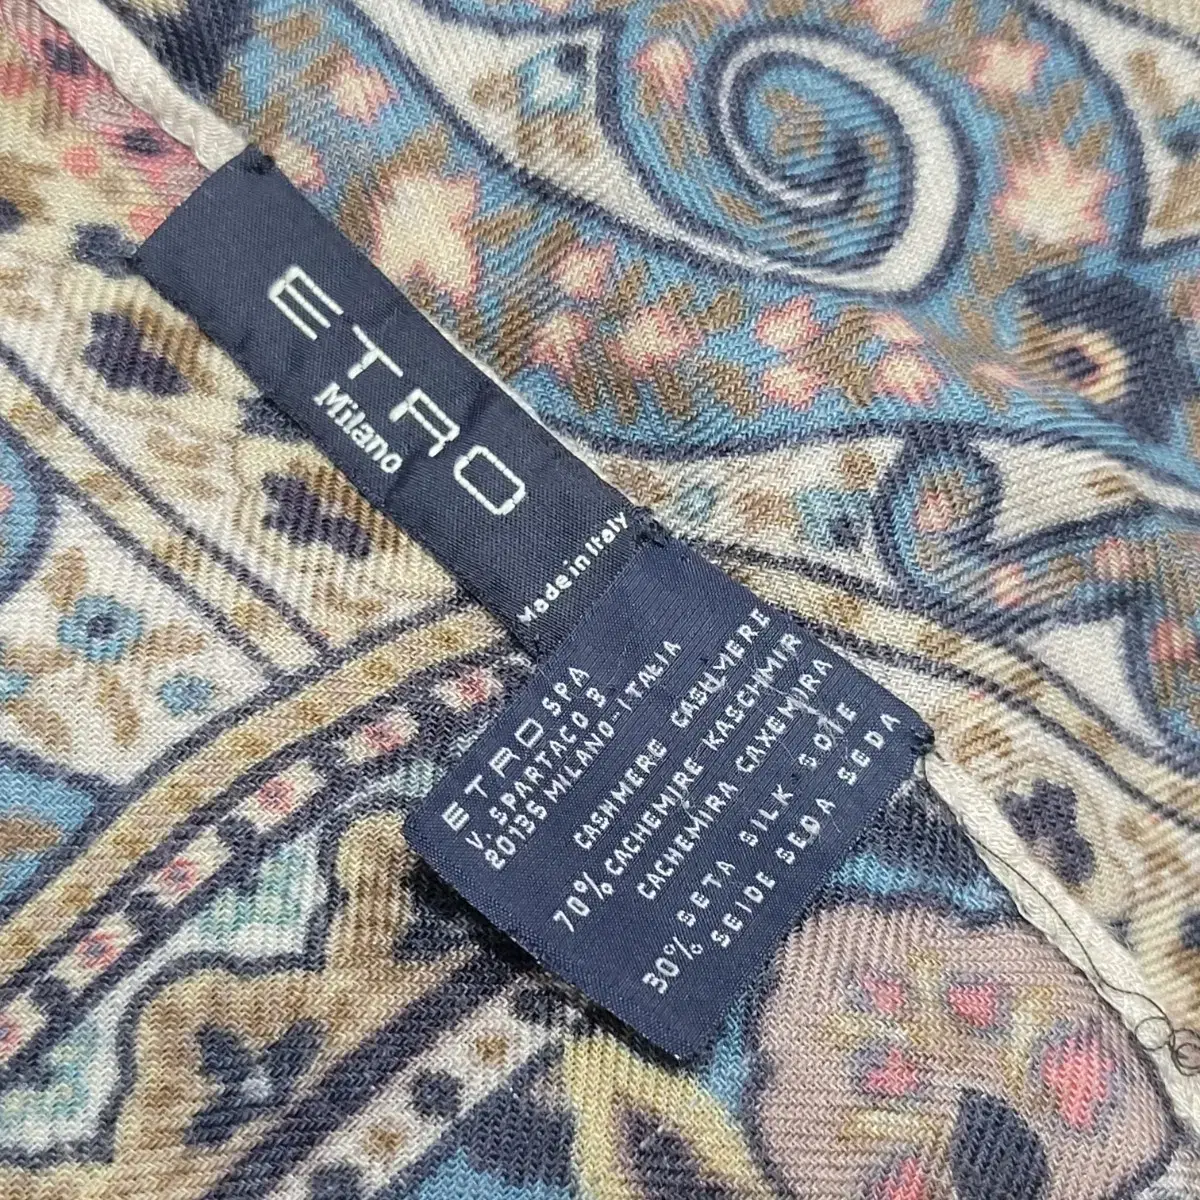 ETRO
Milano
Made in Italy
ETRO SPA
V. SPARTACO 3
20135 MILANO-ITALIA
CASHMERE CASHMERE
70% CACHEMIRE KASCHMIR
CACHEMIRA CAXEMIRA
30% SETA SILK SOIE
SEIDE SEDA SEDA